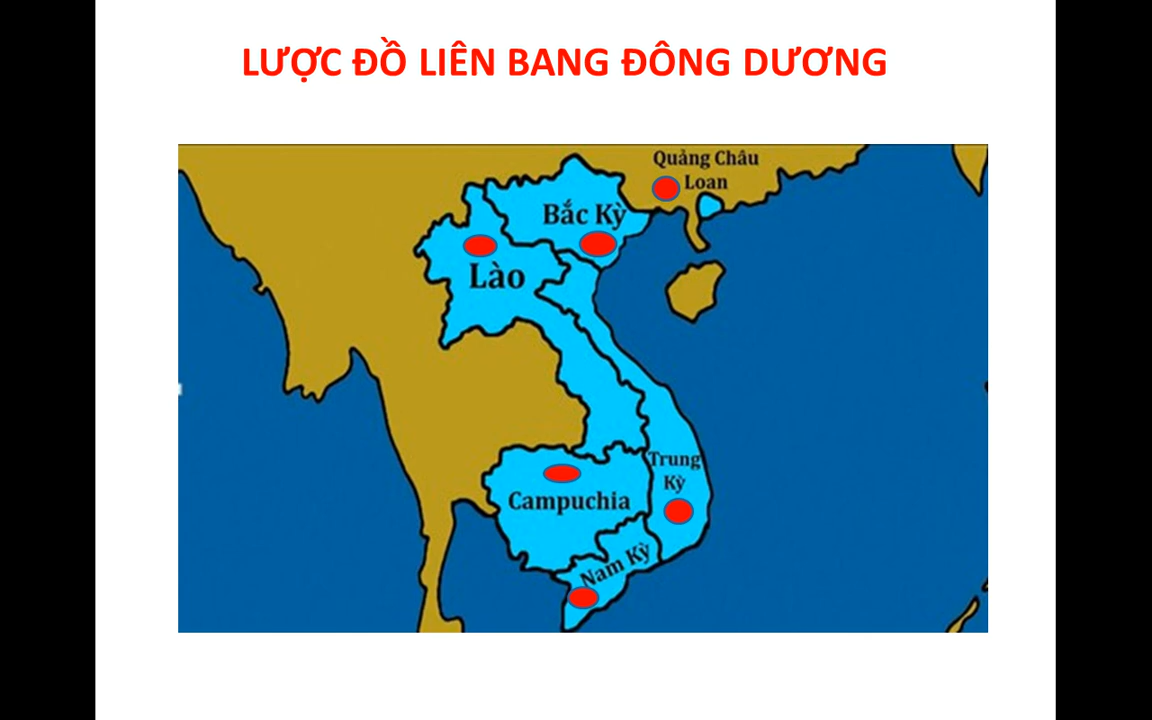 LƯỢC ĐỒ LIÊN BANG ĐÔNG DƯƠNG
Quảng Châu
Loan
Bắc Kỳ
Lào
Trung
Kỳ
Campuchia
Nam Kỳ